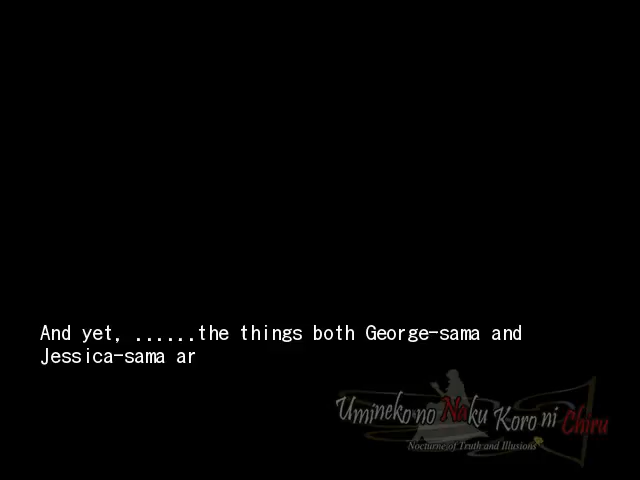 And yet, ......the things both George-sama and
Jessica-sama ar
Umineko no Naku Koro ni Chiru
Nocturne of Truth and Illusions